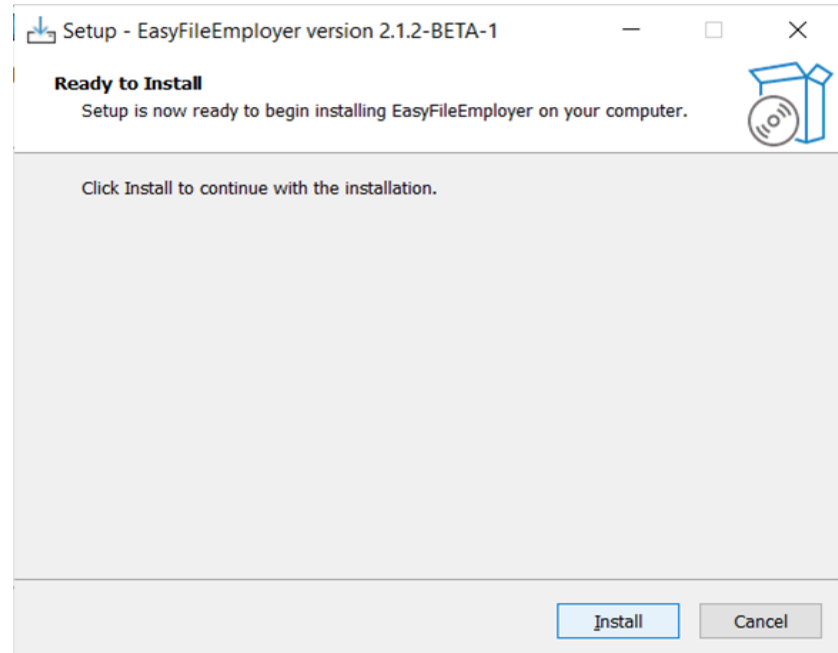 Setup - EasyFileEmployer version 2.1.2-BETA-1
Ready to Install
Setup is now ready to begin installing EasyFileEmployer on your computer.
Click Install to continue with the installation.
Install
Cancel